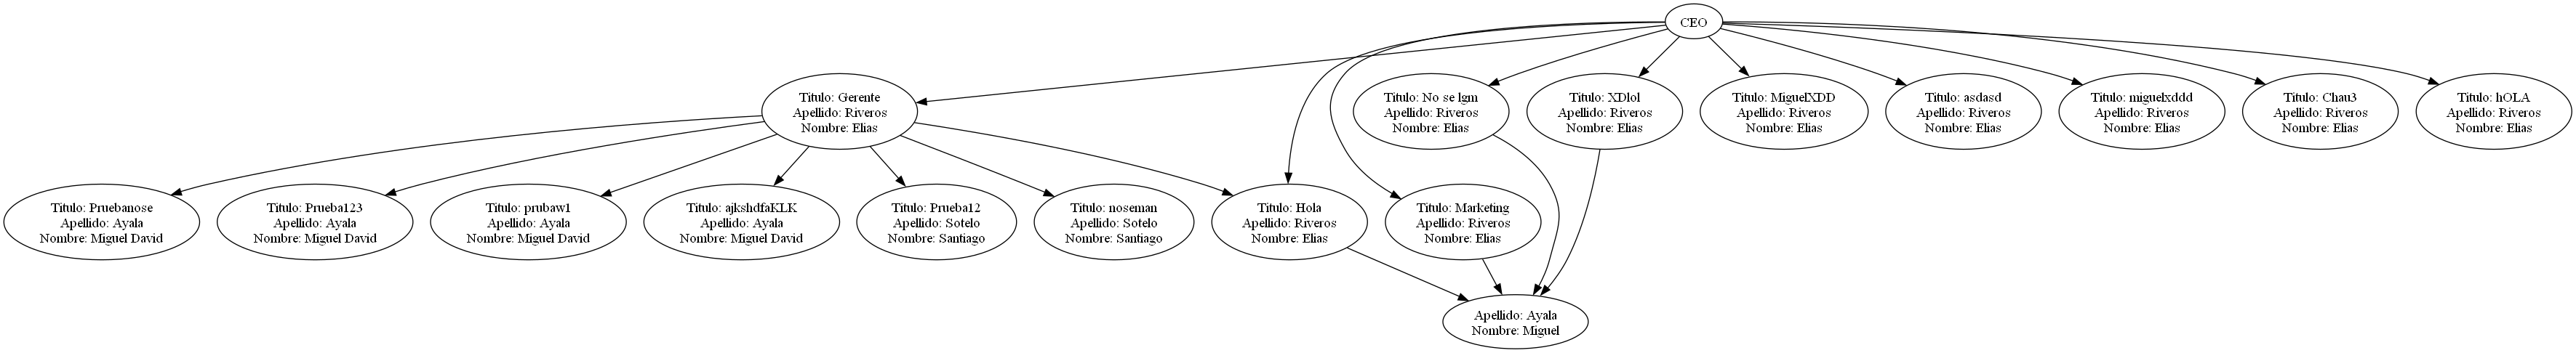 CEO
Titulo: Gerente
Apellido: Riveros
Nombre: Elias
Titulo: No se lgm
Apellido: Riveros
Nombre: Elias
Titulo: XDlol
Apellido: Riveros
Nombre: Elias
Titulo: MiguelXDD
Apellido: Riveros
Nombre: Elias
Titulo: asdasd
Apellido: Riveros
Nombre: Elias
Titulo: miguelxddd
Apellido: Riveros
Nombre: Elias
Titulo: Chau3
Apellido: Riveros
Nombre: Elias
Titulo: hOLA
Apellido: Riveros
Nombre: Elias
Titulo: Pruebanose
Apellido: Ayala
Nombre: Miguel David
Titulo: Prueba123
Apellido: Ayala
Nombre: Miguel David
Titulo: prubaw1
Apellido: Ayala
Nombre: Miguel David
Titulo: ajkshdfaKLK
Apellido: Ayala
Nombre: Miguel David
Titulo: Prueba12
Apellido: Sotelo
Nombre: Santiago
Titulo: noseman
Apellido: Sotelo
Nombre: Santiago
Titulo: Hola
Apellido: Riveros
Nombre: Elias
Titulo: Marketing
Apellido: Riveros
Nombre: Elias
Apellido: Ayala
Nombre: Miguel